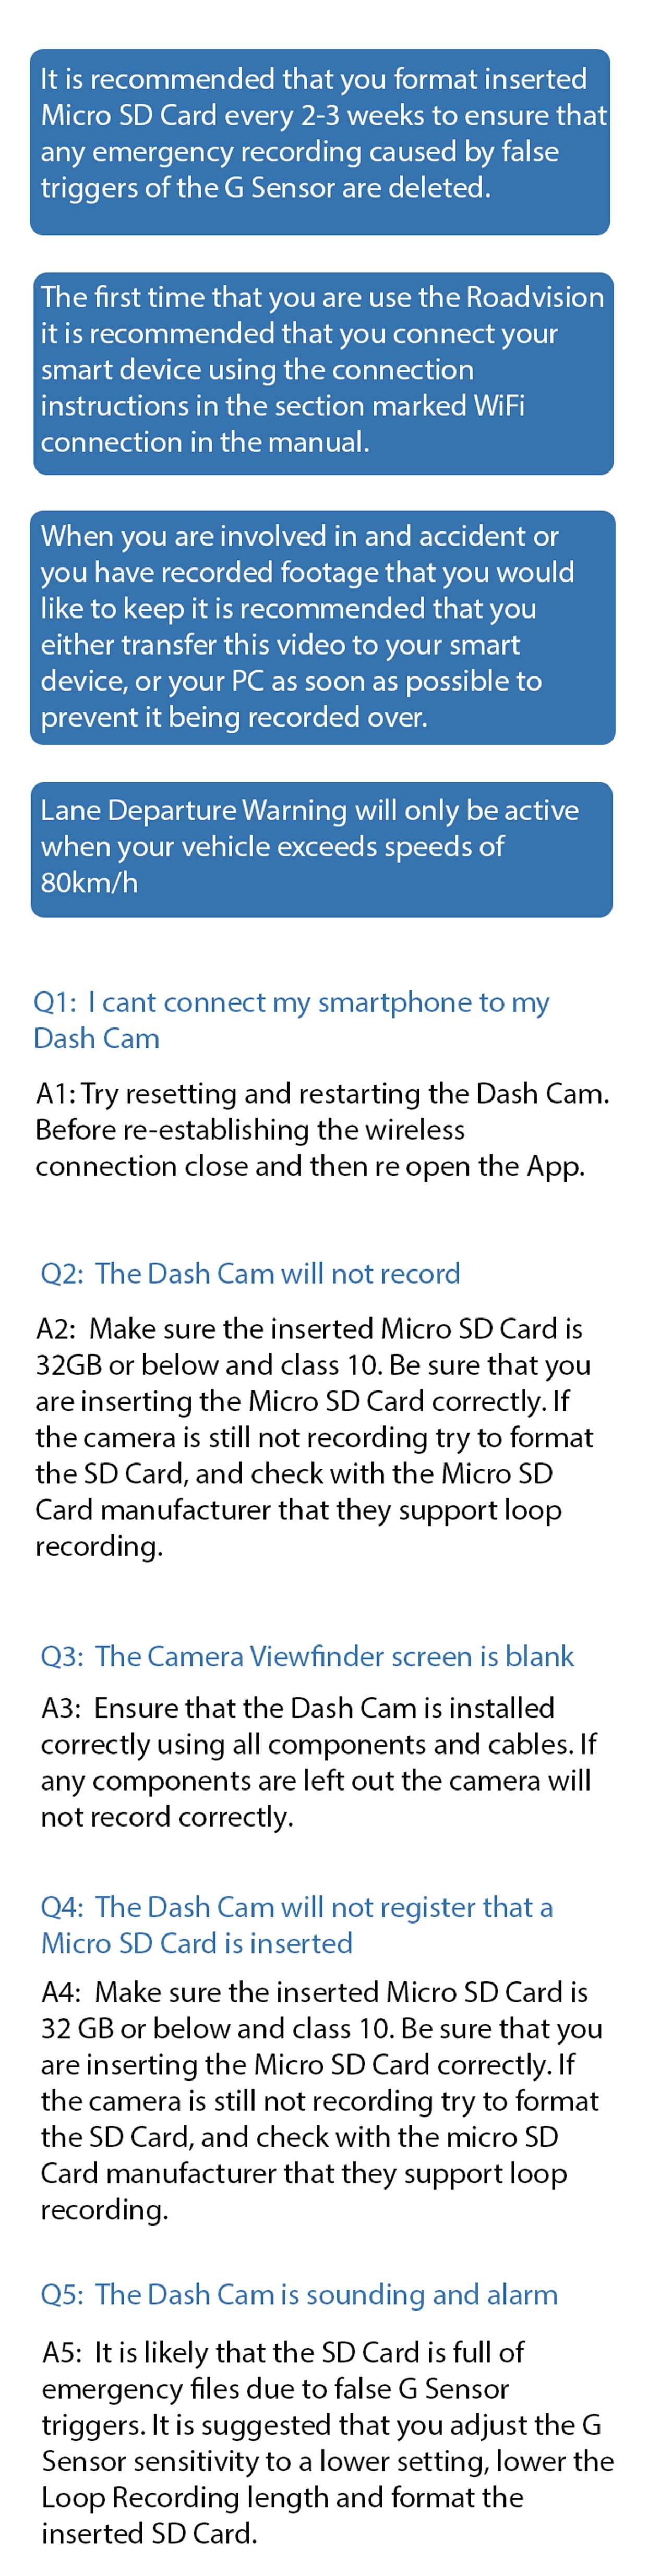 It is recommended that you format inserted
Micro SD Card every 2-3 weeks to ensure that
any emergency recording caused by false
triggers of the G Sensor are deleted.
The first time that you are use the Roadvision
it is recommended that you connect your
smart device using the connection
instructions in the section marked WiFi
connection in the manual.
When you are involved in and accident or
you have recorded footage that you would
like to keep it is recommended that you
either transfer this video to your smart
device, or your PC as soon as possible to
prevent it being recorded over.
Lane Departure Warning will only be active
when your vehicle exceeds speeds of
80km/h
Q1: I cant connect my smartphone to my
Dash Cam
A1: Try resetting and restarting the Dash Cam.
Before re-establishing the wireless
connection close and then re open the App.
Q2: The Dash Cam will not record
A2: Make sure the inserted Micro SD Card is
32GB or below and class 10. Be sure that you
are inserting the Micro SD Card correctly. If
the camera is still not recording try to format
the SD Card, and check with the Micro SD
Card manufacturer that they support loop
recording.
Q3: The Camera Viewfinder screen is blank
A3: Ensure that the Dash Cam is installed
correctly using all components and cables. If
any components are left out the camera will
not record correctly.
Q4: The Dash Cam will not register that a
Micro SD Card is inserted
A4: Make sure the inserted Micro SD Card is
32 GB or below and class 10. Be sure that you
are inserting the Micro SD Card correctly. If
the camera is still not recording try to format
the SD Card, and check with the micro SD
Card manufacturer that they support loop
recording.
Q5: The Dash Cam is sounding and alarm
A5: It is likely that the SD Card is full of
emergency files due to false G Sensor
triggers. It is suggested that you adjust the G
Sensor sensitivity to a lower setting, lower the
Loop Recording length and format the
inserted SD Card.